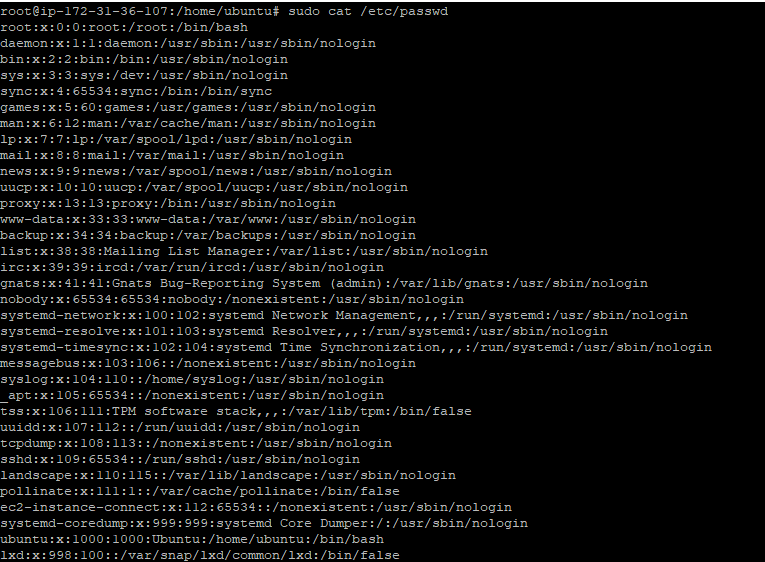 root@ip-172-31-36-107:/home/ubuntu# sudo cat /etc/passwd
root:x:0:0:root:/root:/bin/bash
daemon:x:1:1:daemon:/usr/sbin:/usr/sbin/nologin
bin:x:2:2:bin:/bin:/usr/sbin/nologin
sys:x:3:3:sys:/dev:/usr/sbin/nologin
sync:x:4:65534:sync:/bin:/bin/sync
games:x:5:60:games:/usr/games:/usr/sbin/nologin
man:x:6:12:man:/var/cache/man:/usr/sbin/nologin
lp:x:7:7:lp:/var/spool/lpd:/usr/sbin/nologin
mail:x:8:8:mail:/var/mail:/usr/sbin/nologin
news:x:9:9:news:/var/spool/news:/usr/sbin/nologin
uucp:x:10:10:uucp:/var/spool/uucp:/usr/sbin/nologin
proxy:x:13:13:proxy:/bin:/usr/sbin/nologin
www-data:x:33:33:www-data:/var/www:/usr/sbin/nologin
backup:x:34:34:backup:/var/backups:/usr/sbin/nologin
list:x:38:38:Mailing List Manager:/var/list:/usr/sbin/nologin
irc:x:39:39:ircd:/var/run/ircd:/usr/sbin/nologin
gnats:x:41:41:Gnats Bug-Reporting System (admin):/var/lib/gnats:/usr/sbin/nologin
nobody:x:65534:65534:nobody:/nonexistent:/usr/sbin/nologin
systemd-network:x:100:102:systemd Network Management,,,:/run/systemd:/usr/sbin/nologin
systemd-resolve:x:101:103:systemd Resolver,,,:/run/systemd:/usr/sbin/nologin
systemd-timesync:x:102:104:systemd Time Synchronization,,,:/run/systemd:/usr/sbin/nologin
messagebus:x:103:106::/nonexistent:/usr/sbin/nologin
syslog:x:104:110::/home/syslog:/usr/sbin/nologin
_apt:x:105:65534::/nonexistent:/usr/sbin/nologin
tss:x:106:111:TPM software stack,,,:/var/lib/tpm:/bin/false
uuidd:x:107:112::/run/uuidd:/usr/sbin/nologin
tcpdump:x:108:113::/nonexistent:/usr/sbin/nologin
sshd:x:109:65534::/run/sshd:/usr/sbin/nologin
landscape:x:110:115::/var/lib/landscape:/usr/sbin/nologin
pollinate:x:111:1::/var/cache/pollinate:/bin/false
ec2-instance-connect:x:112:65534::/nonexistent:/usr/sbin/nologin
systemd-coredump:x:999:999:systemd Core Dumper:/:/usr/sbin/nologin
ubuntu:x:1000:1000:Ubuntu:/home/ubuntu:/bin/bash
lxd:x:998:100::/var/snap/lxd/common/lxd:/bin/false